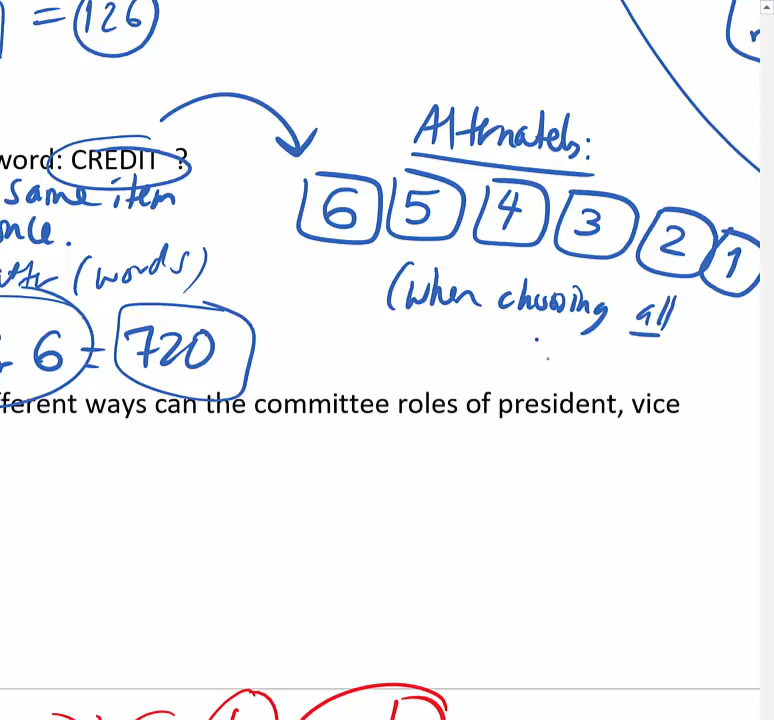 = 126
word: CREDIT ?
Alternately:
same item
once.
6 5 4 3 2 1
(words)
(when choosing all
6 = 720
fferent ways can the committee roles of president, vice